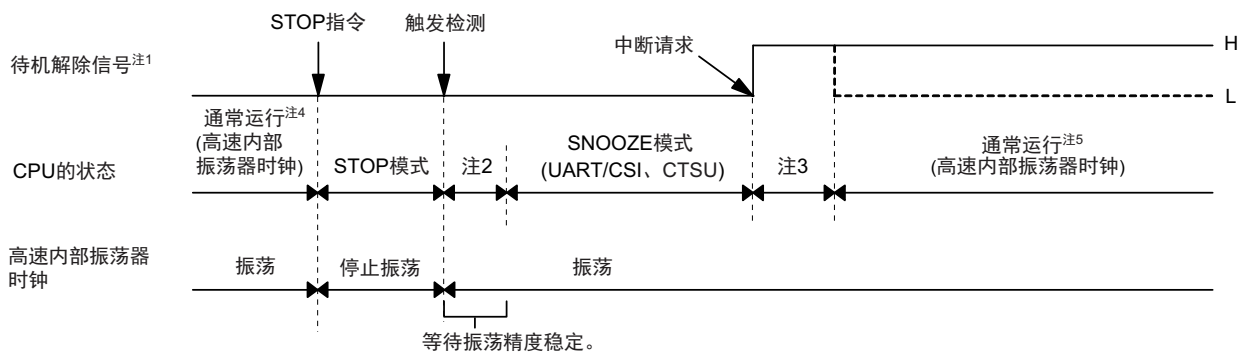 STOP指令
触发检测
待机解除信号注1
中断请求
H
L
通常运行注4
(高速内部
振荡器时钟)
CPU的状态
STOP模式
注2
SNOOZE模式
(UART/CSI、CTSU)
注3
通常运行注5
(高速内部振荡器时钟)
高速内部振荡器
时钟
振荡
停止振荡
振荡
等待振荡精度稳定。